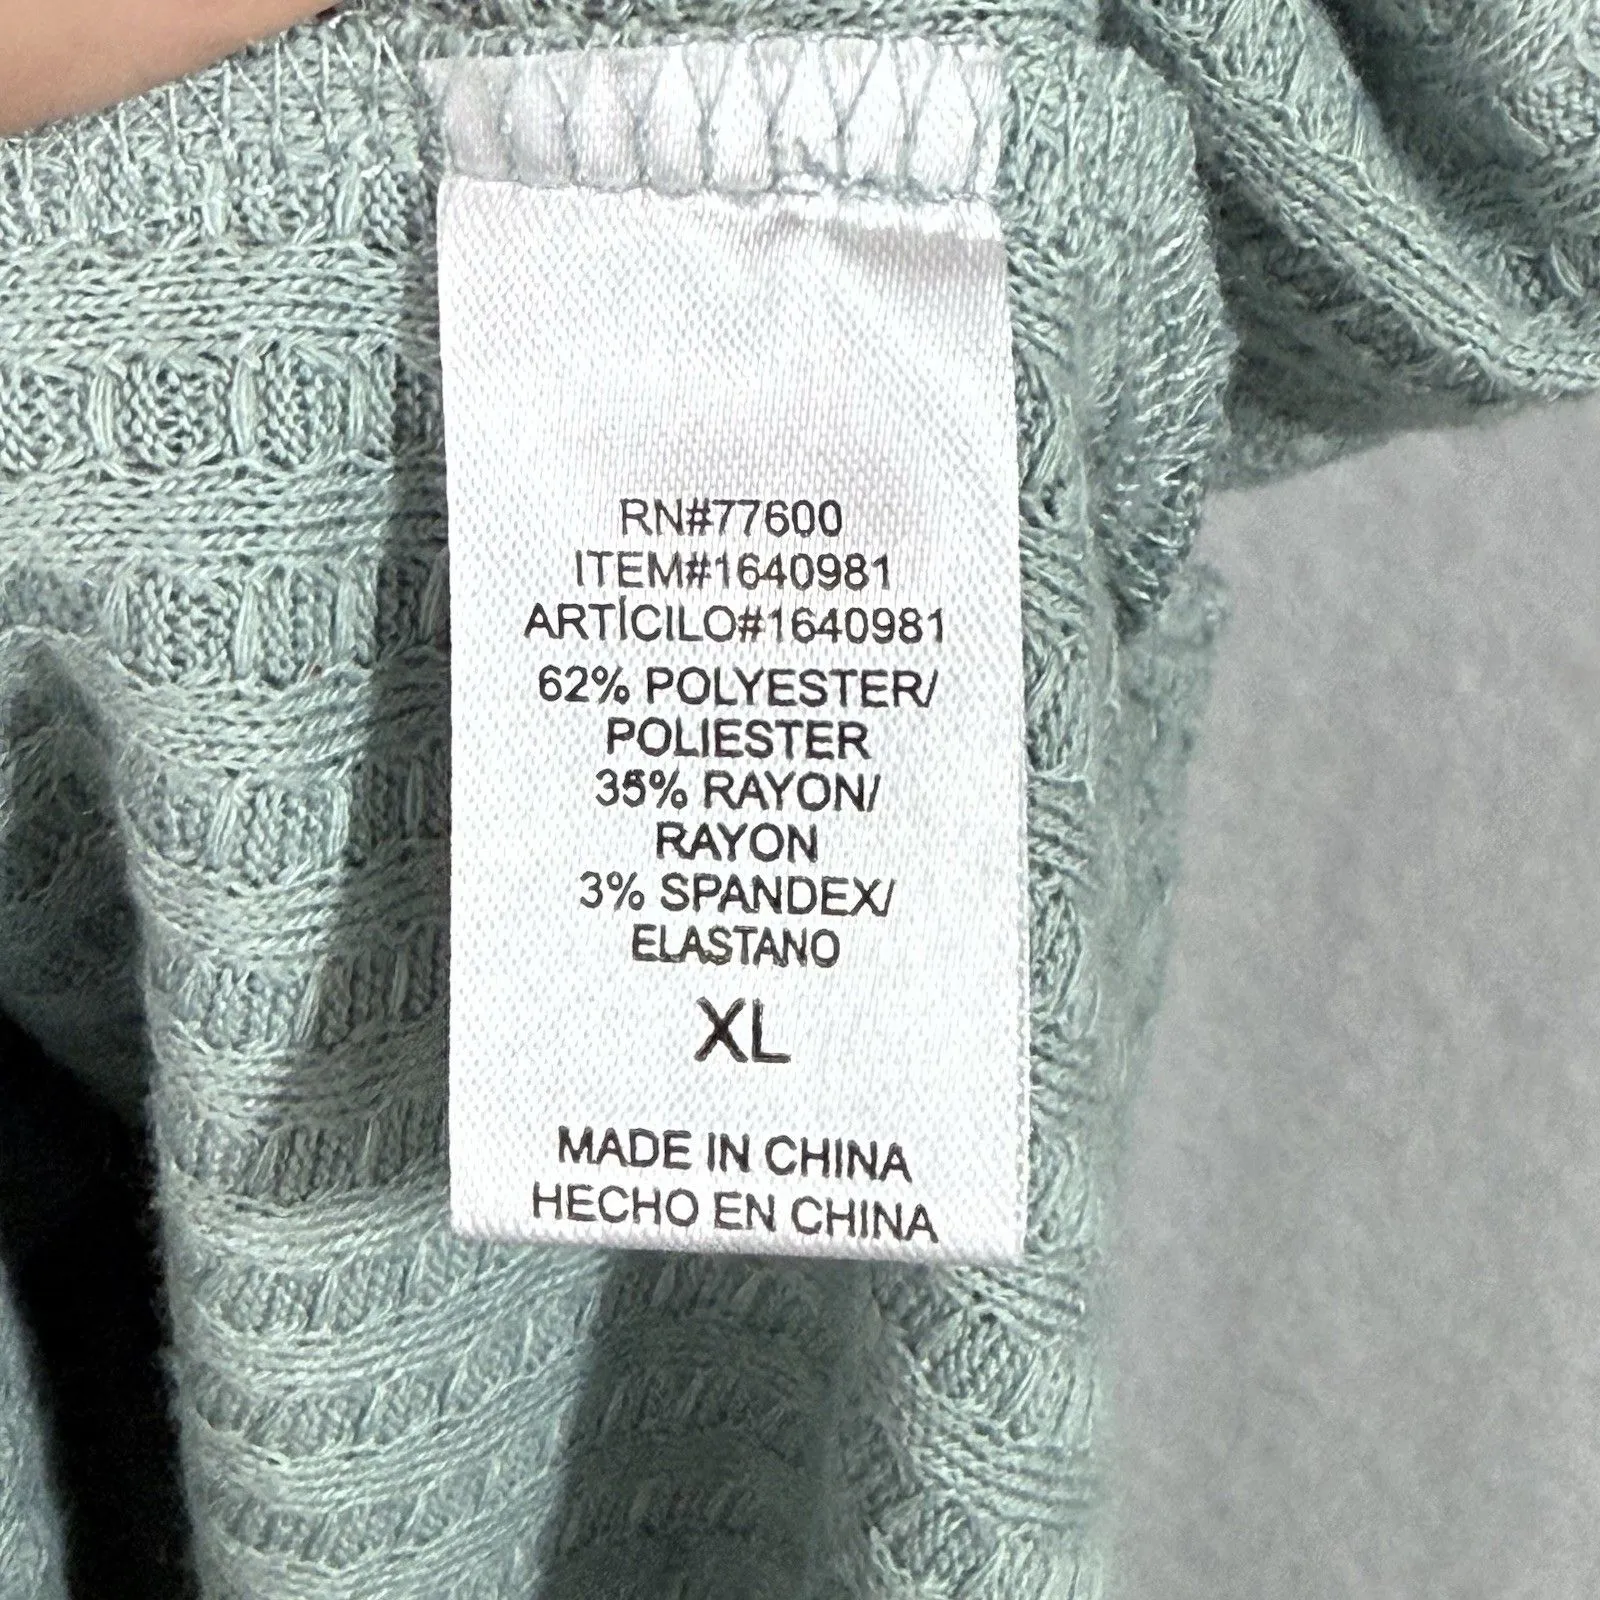 RN#77600
ITEM#1640981
ARTÍCILO#1640981
62% POLYESTER/
POLIESTER
35% RAYON/
RAYON
3% SPANDEX/
ELASTANO
XL
MADE IN CHINA
HECHO EN CHINA